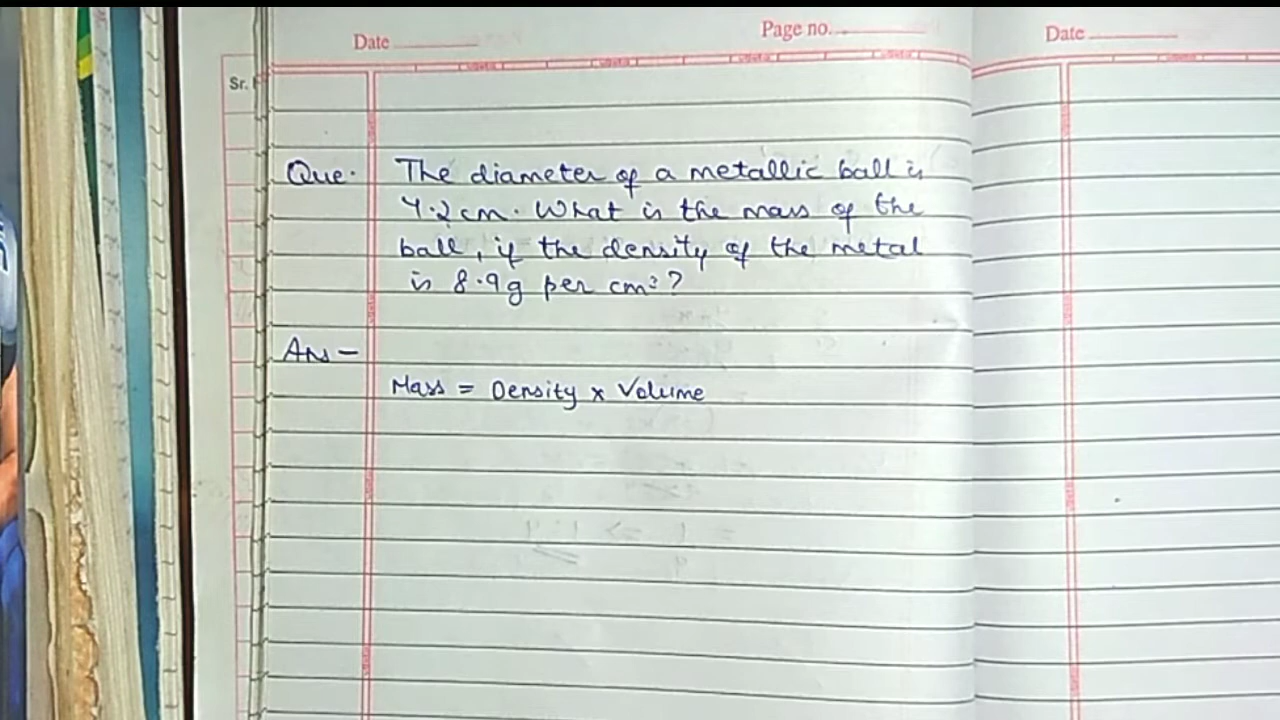 Date
Page no.
Date
Sr.
Que. The diameter of a metallic ball is
4.2 cm. What is the mass of the
ball, if the density of the metal
is 8.9g per cm³?
Ans -
Mass = Density x Volume